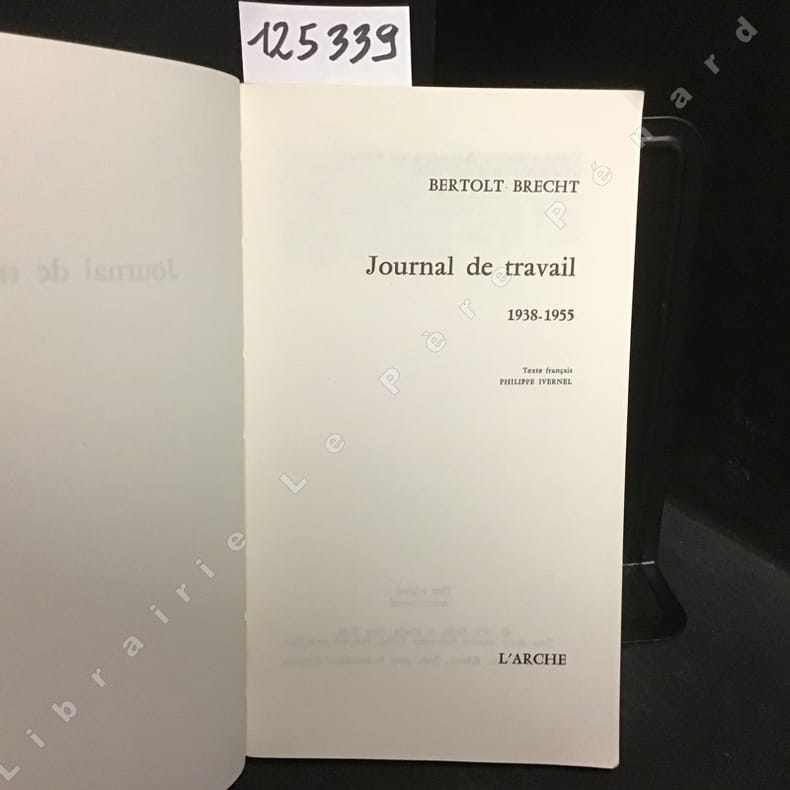 125339
BERTOLT BRECHT
Journal de travail
1938-1955
Texte français
PHILIPPE IVERNEL
L'ARCHE
Librairie Le Père Pénard